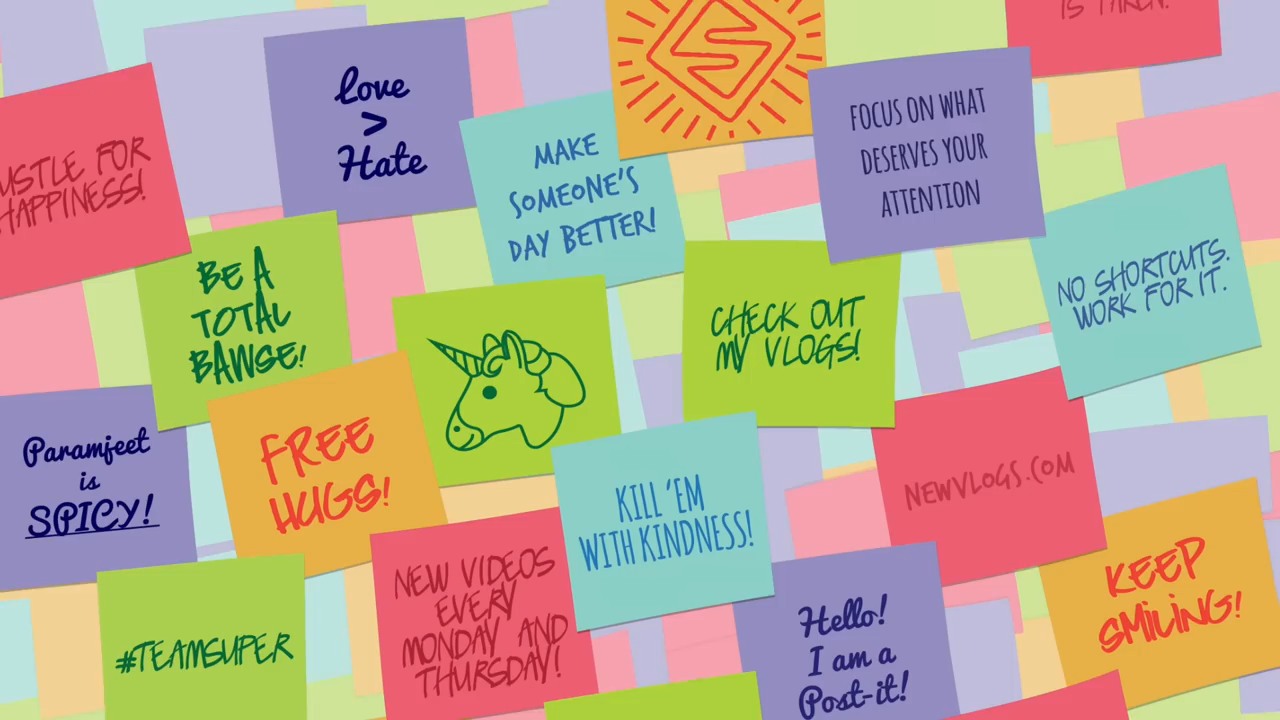 IS TAKEN.
Love
>
Hate
FOCUS ON WHAT
DESERVES YOUR
ATTENTION
MAKE
SOMEONE'S
DAY BETTER!
USTLE FOR
HAPPINESS!
NO SHORTCUTS.
WORK FOR IT.
BE A
TOTAL
BAWSE!
CHECK OUT
MY VLOGS!
Paramjeet
is
SPICY!
FREE
HUGS!
NEWVLOGS.COM
KILL 'EM
WITH KINDNESS!
KEEP
SMILING!
NEW VIDEOS
EVERY
MONDAY AND
THURSDAY!
Hello!
I am a
Post-it!
#TEAMSUPER